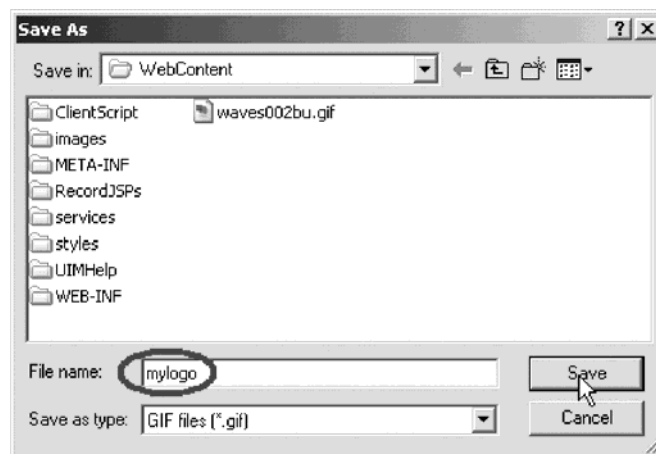 Save As
Save in: WebContent
ClientScript
waves002bu.gif
images
META-INF
RecordJSPs
services
styles
UIMHelp
WEB-INF
File name: mylogo
Save
Save as type: GIF files (*.gif)
Cancel